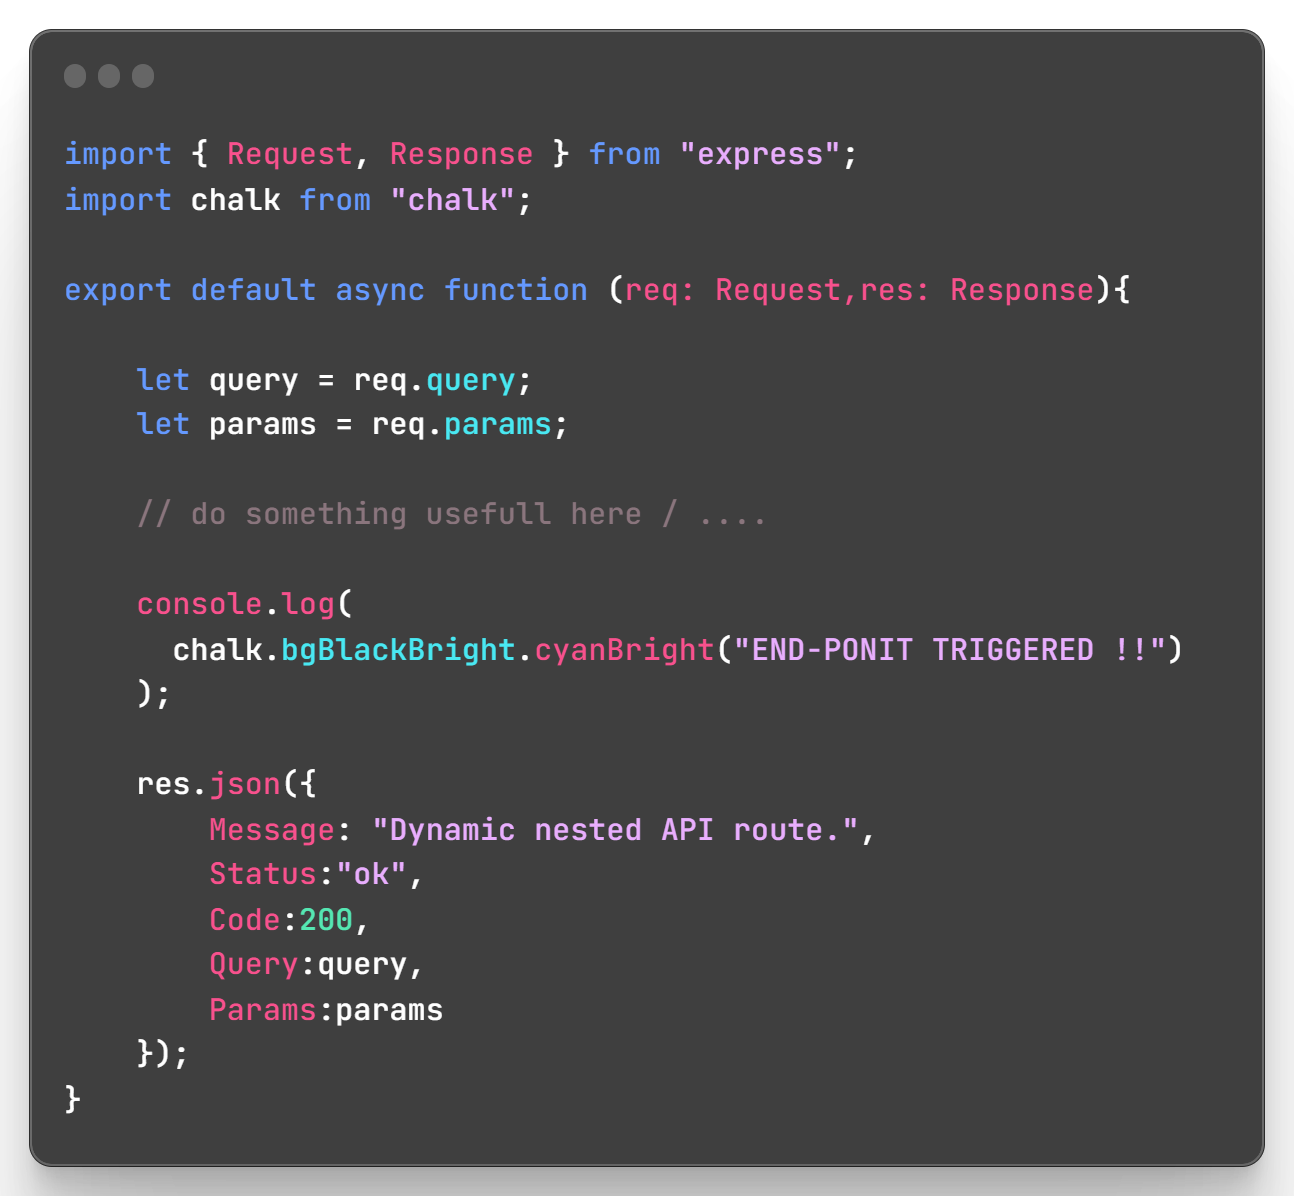 import { Request, Response } from "express";
import chalk from "chalk";
export default async function (req: Request,res: Response){
let query = req.query;
let params = req.params;
// do something usefull here / ....
console.log(
chalk.bgBlackBright.cyanBright("END-PONIT TRIGGERED !!")
);
res.json({
Message: "Dynamic nested API route.",
Status:"ok",
Code:200,
Query:query,
Params:params
});
}